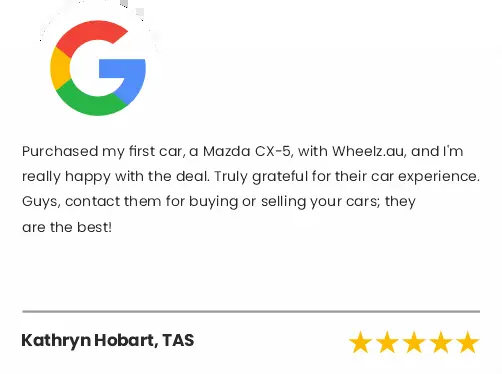 Purchased my first car, a Mazda CX-5, with Wheelz.au, and I'm
really happy with the deal. Truly grateful for their car experience.
Guys, contact them for buying or selling your cars; they
are the best!
Kathryn Hobart, TAS